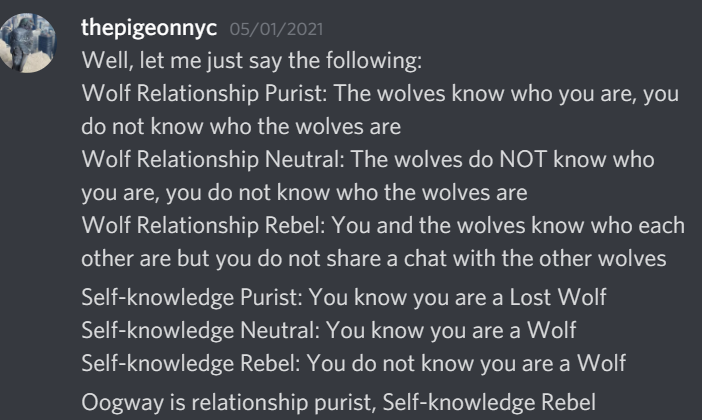 thepigeonnyc 05/01/2021
Well, let me just say the following:
Wolf Relationship Purist: The wolves know who you are, you
do not know who the wolves are
Wolf Relationship Neutral: The wolves do NOT know who
you are, you do not know who the wolves are
Wolf Relationship Rebel: You and the wolves know who each
other are but you do not share a chat with the other wolves
Self-knowledge Purist: You know you are a Lost Wolf
Self-knowledge Neutral: You know you are a Wolf
Self-knowledge Rebel: You do not know you are a Wolf
Oogway is relationship purist, Self-knowledge Rebel